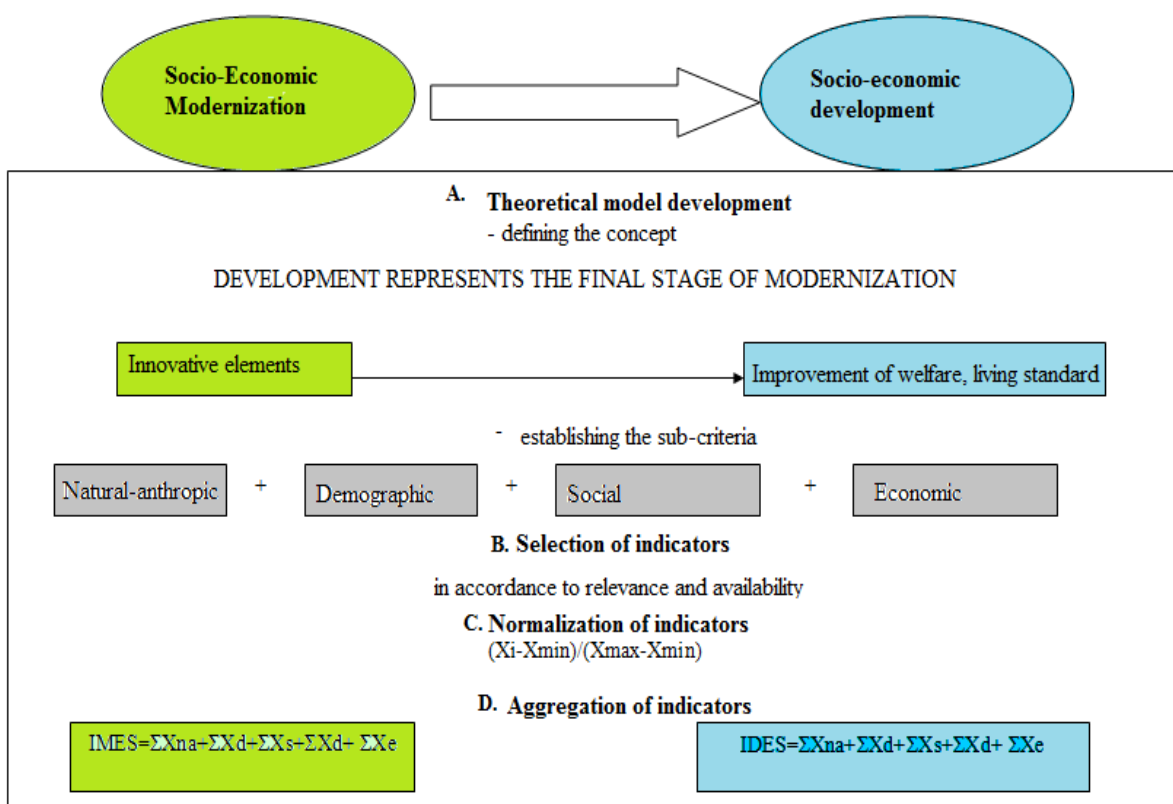 Socio-Economic
Modernization
Socio-economic
development
A. Theoretical model development
- defining the concept
DEVELOPMENT REPRESENTS THE FINAL STAGE OF MODERNIZATION
Innovative elements
Improvement of welfare, living standard
- establishing the sub-criteria
Natural-anthropic + Demographic + Social + Economic
B. Selection of indicators
in accordance to relevance and availability
C. Normalization of indicators
(Xi-Xmin)/(Xmax-Xmin)
D. Aggregation of indicators
IMES=ΣXna+ΣXd+ΣXs+ΣXd+ ΣXe
IDES=ΣXna+ΣXd+ΣXs+ΣXd+ ΣXe